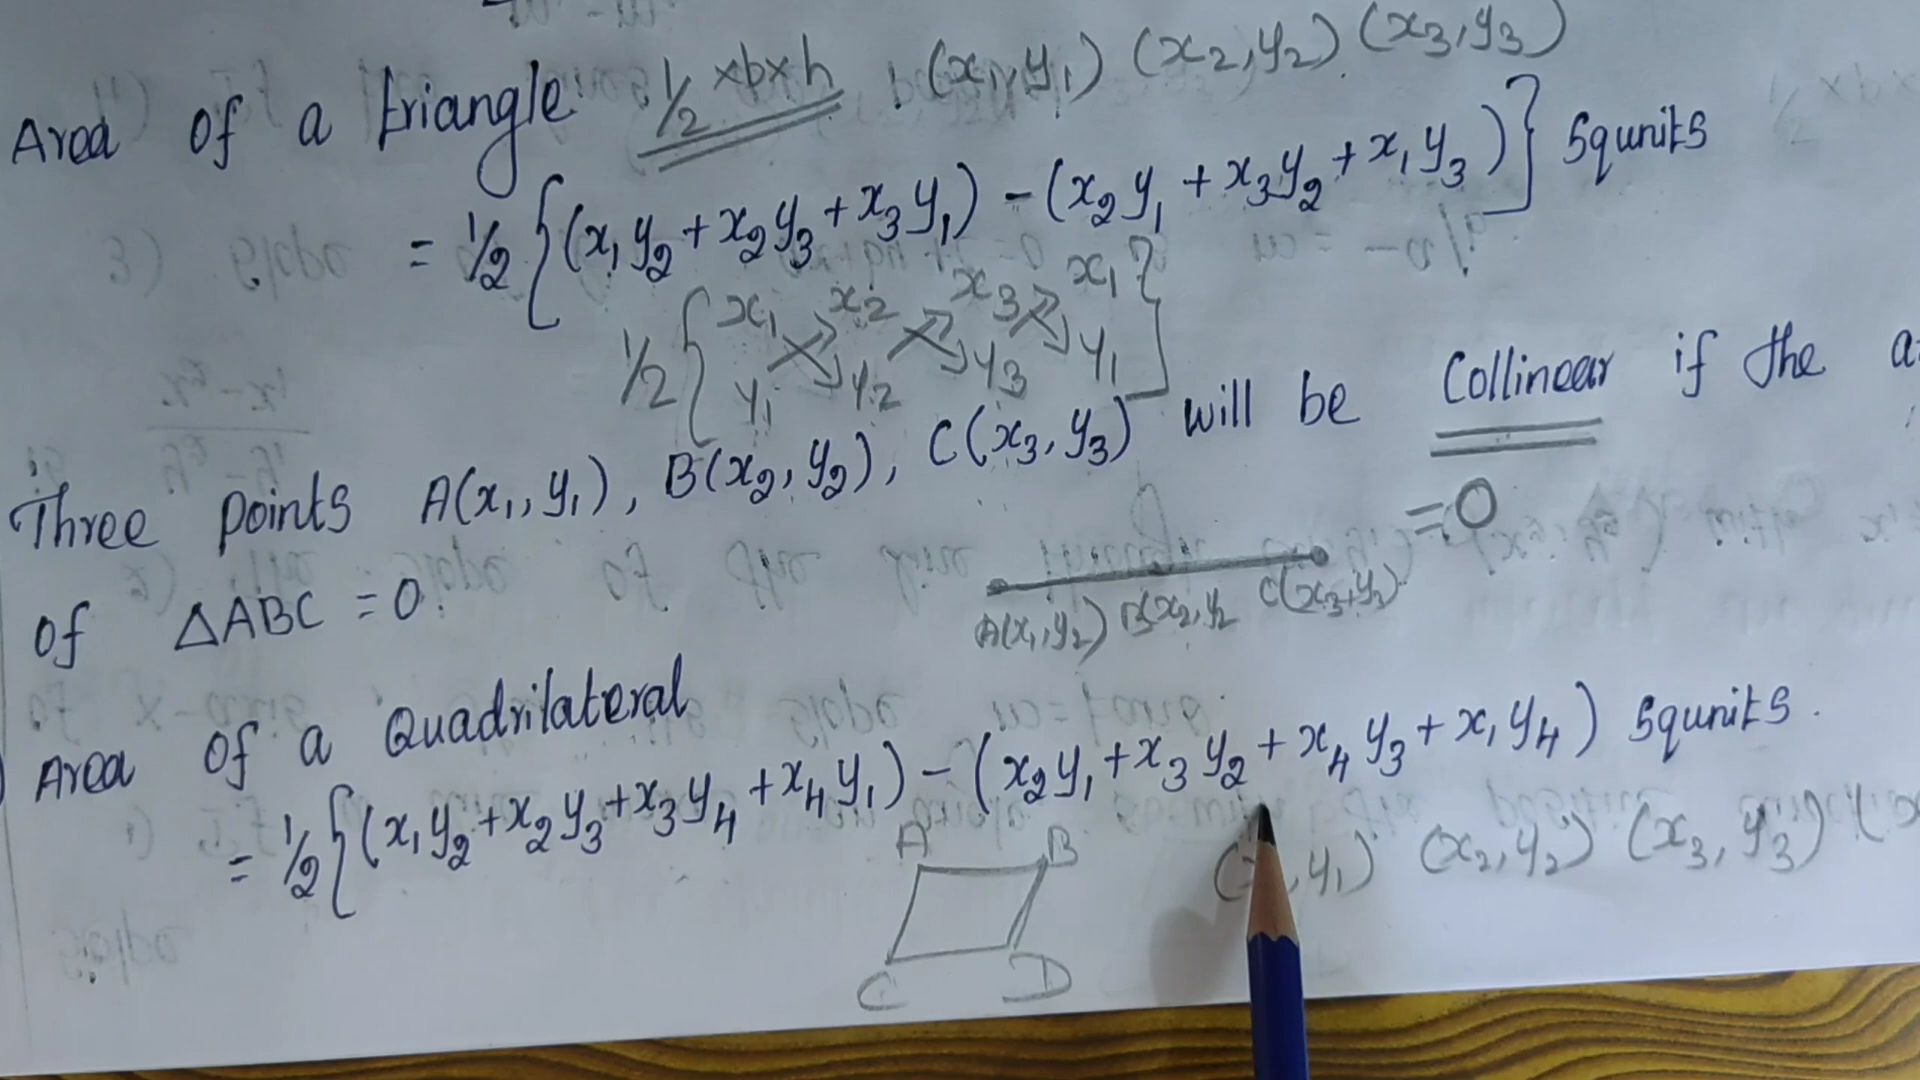 Area of a triangle 1/2 × b × h (x₁, y₁) (x₂, y₂) (x₃, y₃)
= 1/2 {(x₁y₂ + x₂y₃ + x₃y₁) - (x₂y₁ + x₃y₂ + x₁y₃)} Squnits
1/2 { x₁ x₂ x₃ x₁ }
y₁ y₂ y₃ y₁
Three points A(x₁, y₁), B(x₂, y₂), C(x₃, y₃) will be Collinear if the
= 0
of △ABC = 0
A(x₁, y₂) B(x₂, y₂ C(x₃, y₃)
Area of a Quadrilateral
= 1/2 {(x₁y₂ + x₂y₃ + x₃y₄ + x₄y₁) - (x₂y₁ + x₃y₂ + x₄y₃ + x₁y₄) Squnits.
A B
, y₁) (x₂, y₂) (x₃, y₃)
C D